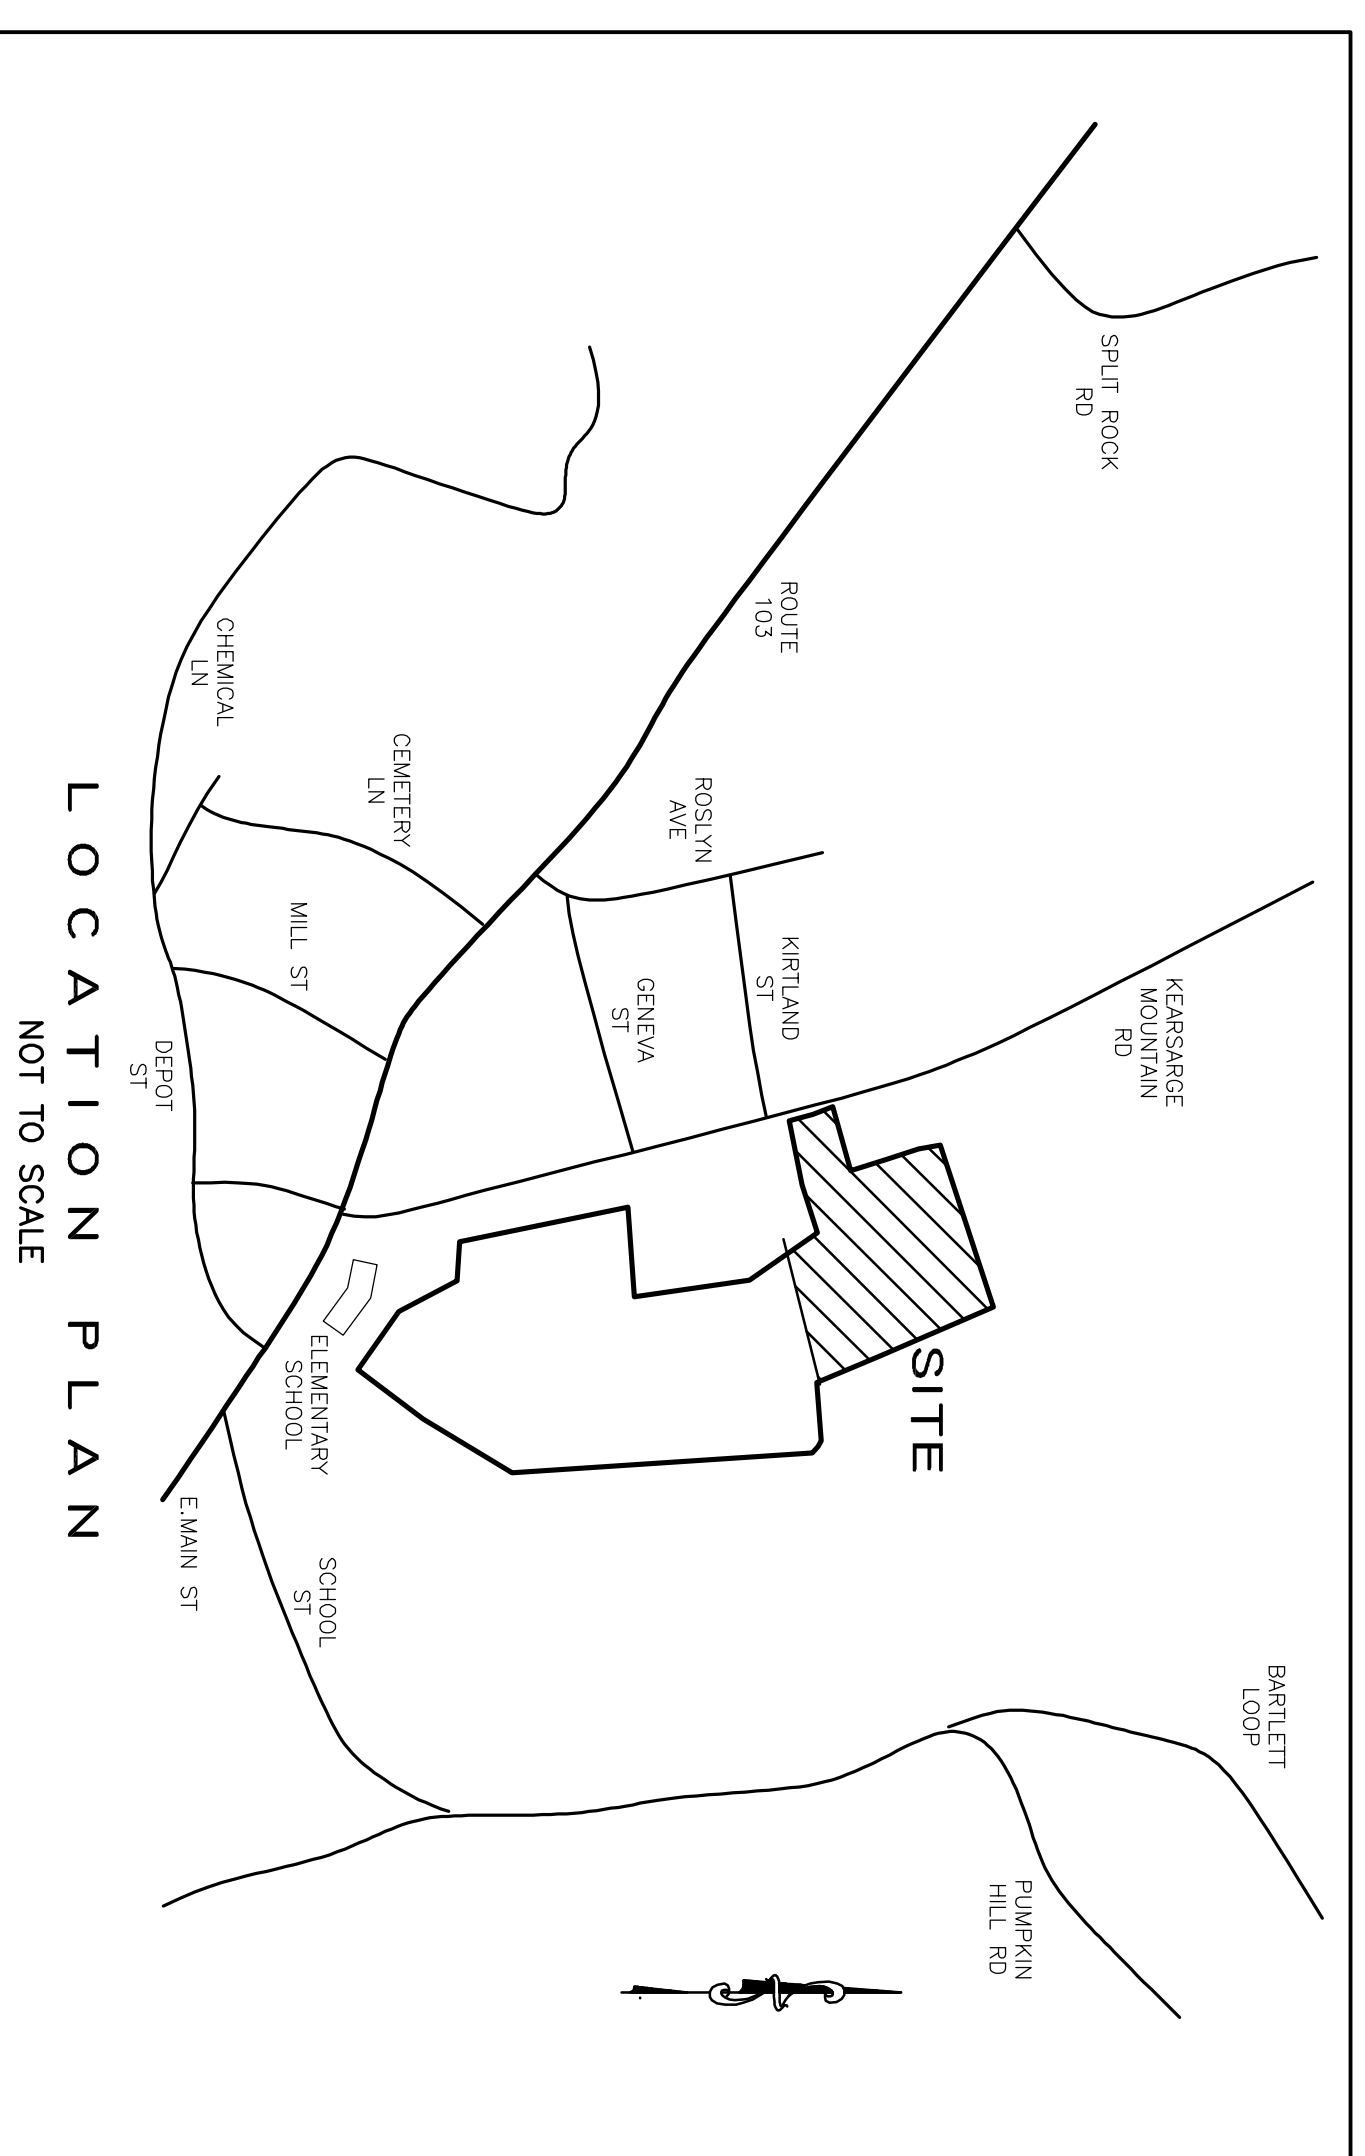 SPLIT ROCK
RD
ROUTE
103
KEARSARGE
MOUNTAIN
RD
BARTLETT
LOOP
PUMPKIN
HILL RD
SITE
ROSLYN
AVE
KIRTLAND
ST
GENEVA
ST
CEMETERY
LN
CHEMICAL
LN
MILL ST
DEPOT
ST
ELEMENTARY
SCHOOL
SCHOOL
ST
E.MAIN ST
LOCATION PLAN
NOT TO SCALE